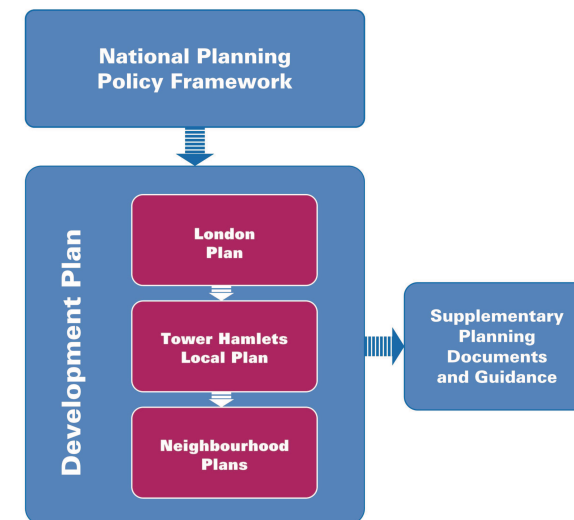 National Planning
Policy Framework
Development Plan
London
Plan
Tower Hamlets
Local Plan
Neighbourhood
Plans
Supplementary
Planning
Documents
and Guidance